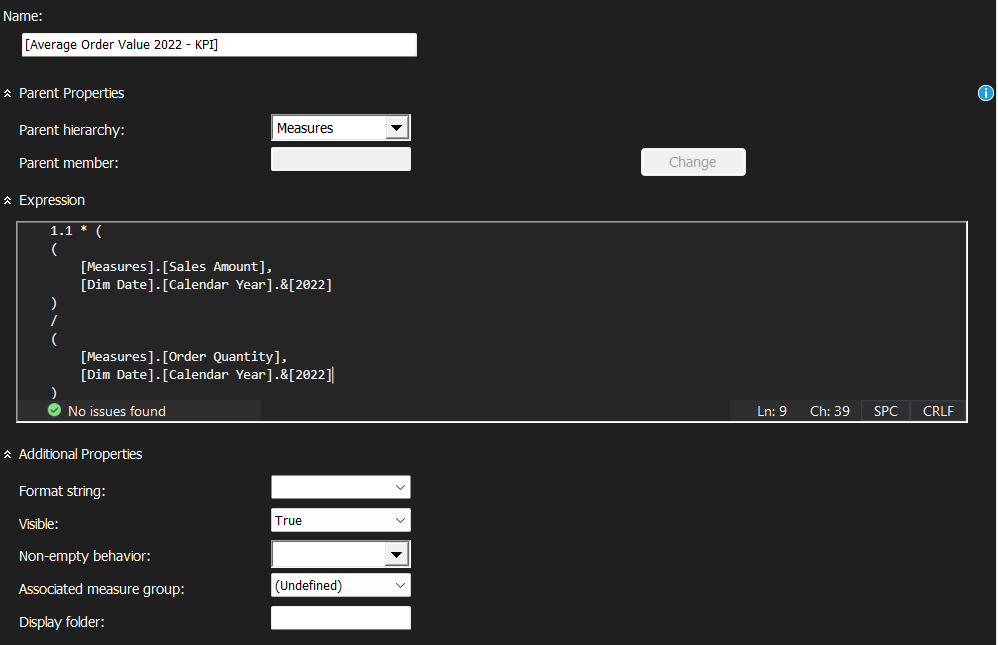 Name:
[Average Order Value 2022 - KPI]
Parent Properties
Parent hierarchy: Measures
Parent member: Change
Expression
1.1 * (
(
[Measures].[Sales Amount],
[Dim Date].[Calendar Year].&[2022]
)
/
(
[Measures].[Order Quantity],
[Dim Date].[Calendar Year].&[2022]
)
No issues found Ln: 9 Ch: 39 SPC CRLF
Additional Properties
Format string:
Visible: True
Non-empty behavior:
Associated measure group: (Undefined)
Display folder: